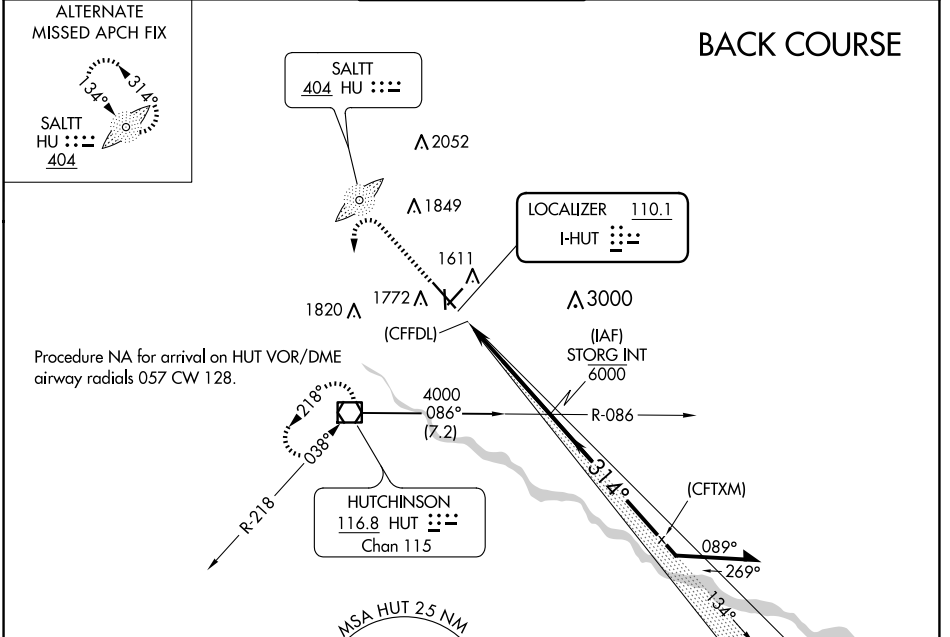 ALTERNATE
MISSED APCH FIX
134°
314°
SALTT
HU
404
BACK COURSE
SALTT
404 HU
2052
1849
LOCALIZER 110.1
I-HUT
1611
1772
1820
3000
(CFFDL)
(IAF)
STORG INT
6000
Procedure NA for arrival on HUT VOR/DME
airway radials 057 CW 128.
218°
038°
4000
086°
(7.2)
R-086
R-218
HUTCHINSON
116.8 HUT
Chan 115
314°
(CFTXM)
089°
269°
134°
MSA HUT 25 NM